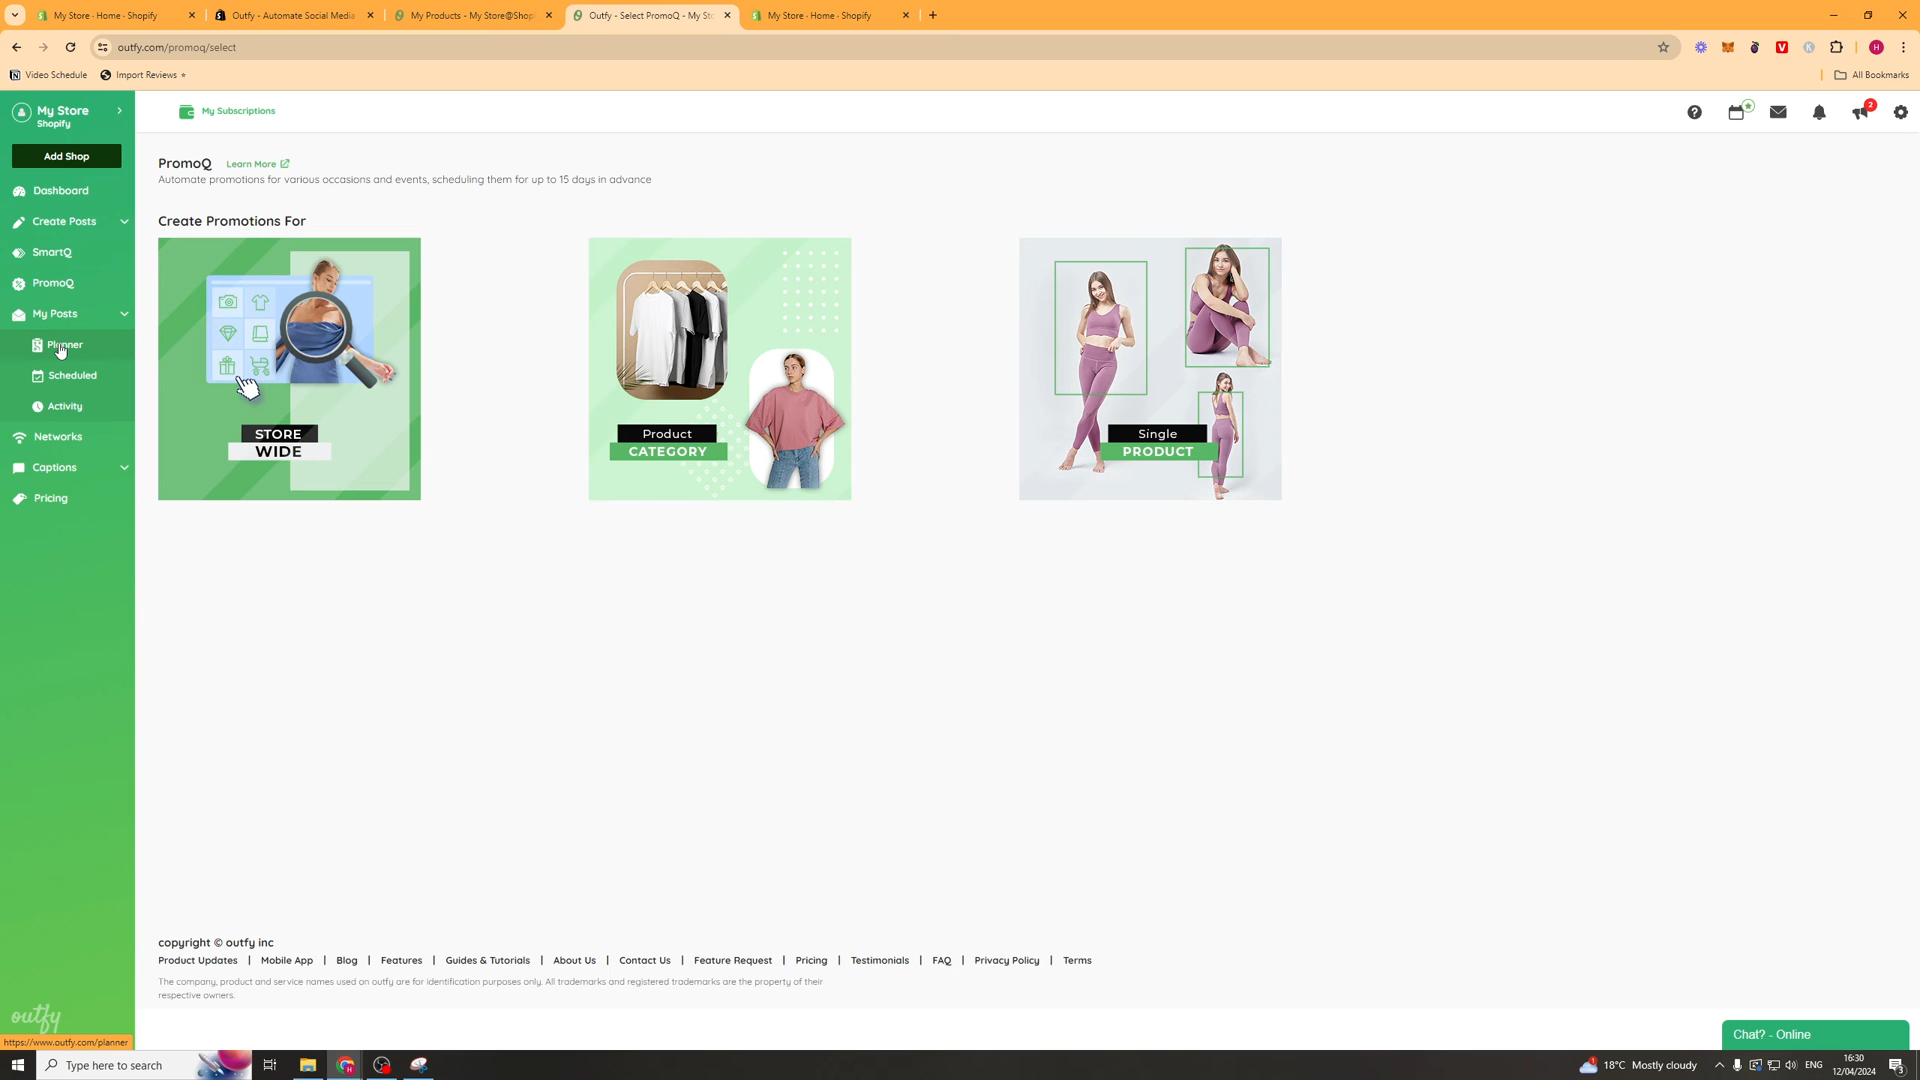 My Store · Home · Shopify
Outfy ‑ Automate Social Media
My Products - My Store@Shop
Outfy - Select PromoQ - My St
My Store · Home · Shopify
outfy.com/promoq/select
Video Schedule
Import Reviews
All Bookmarks
My Store
Shopify
Add Shop
Dashboard
Create Posts
SmartQ
PromoQ
My Posts
Planner
Scheduled
Activity
Networks
Captions
Pricing
outfy
https://www.outfy.com/planner
My Subscriptions
2
PromoQ Learn More
Automate promotions for various occasions and events, scheduling them for up to 15 days in advance
Create Promotions For
STORE
WIDE
Product
CATEGORY
Single
PRODUCT
copyright © outfy inc
Product Updates | Mobile App | Blog | Features | Guides & Tutorials | About Us | Contact Us | Feature Request | Pricing | Testimonials | FAQ | Privacy Policy | Terms
The company, product and service names used on outfy are for identification purposes only. All trademarks and registered trademarks are the property of their
respective owners.
Chat? - Online
Type here to search
18°C Mostly cloudy
ENG
16:30
12/04/2024